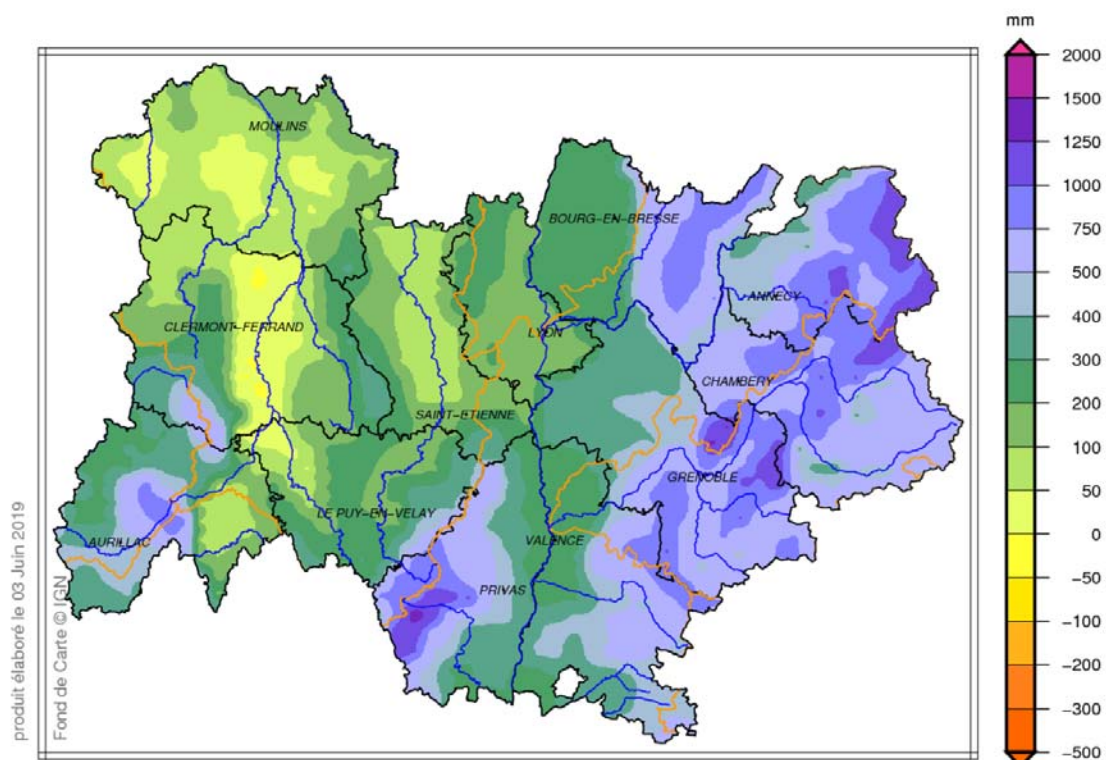 mm
2000
1500
1250
1000
750
500
400
300
200
100
50
0
−50
−100
−200
−300
−500
MOULINS
BOURG−EN−BRESSE
ANNECY
CLERMONT−FERRAND
LYON
CHAMBERY
SAINT−ETIENNE
GRENOBLE
LE PUY−EN−VELAY
AURILLAC
VALENCE
PRIVAS
produit élaboré le 03 Juin 2019
Fond de Carte © IGN